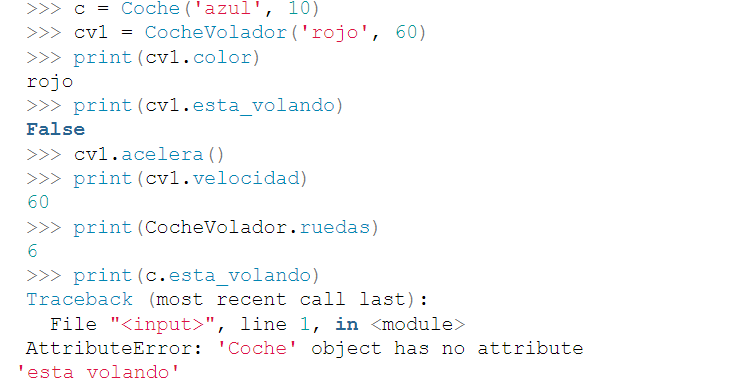 >>> c = Coche('azul', 10)
>>> cv1 = CocheVolador('rojo', 60)
>>> print(cv1.color)
rojo
>>> print(cv1.esta_volando)
False
>>> cv1.acelera()
>>> print(cv1.velocidad)
60
>>> print(CocheVolador.ruedas)
6
>>> print(c.esta_volando)
Traceback (most recent call last):
  File "<input>", line 1, in <module>
AttributeError: 'Coche' object has no attribute
'esta_volando'